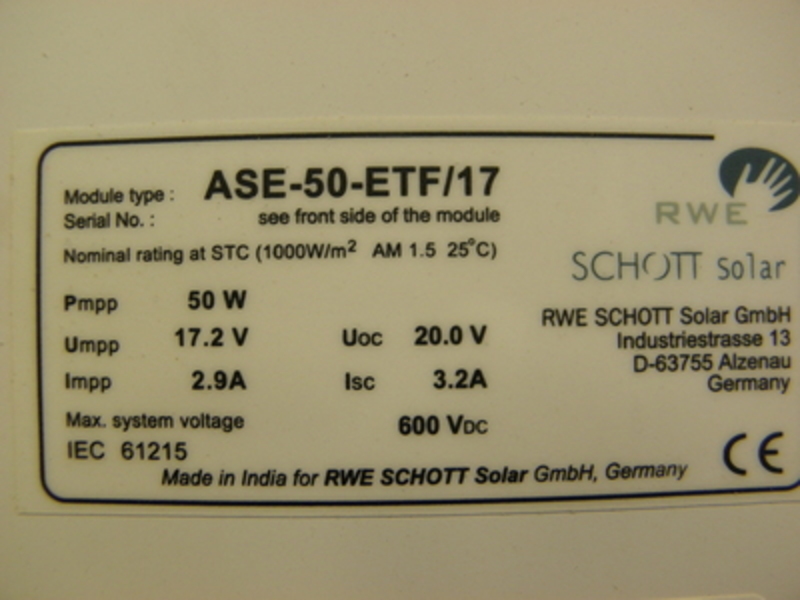 Module type : ASE-50-ETF/17
Serial No. : see front side of the module
Nominal rating at STC (1000W/m² AM 1.5 25°C)
Pmpp 50 W
Umpp 17.2 V Uoc 20.0 V
Impp 2.9A Isc 3.2A
Max. system voltage 600 VDC
IEC 61215
RWE
SCHOTT solar
RWE SCHOTT Solar GmbH
Industriestrasse 13
D-63755 Alzenau
Germany
CE
Made in India for RWE SCHOTT Solar GmbH, Germany